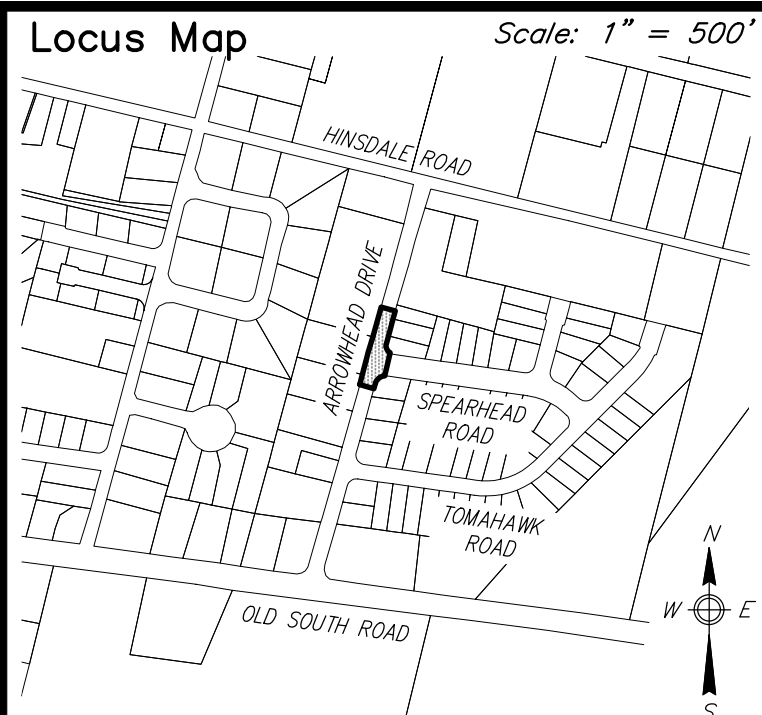 Locus Map
Scale: 1" = 500'
HINSDALE ROAD
ARROWHEAD DRIVE
SPEARHEAD
ROAD
TOMAHAWK
ROAD
OLD SOUTH ROAD
N
W
E
S